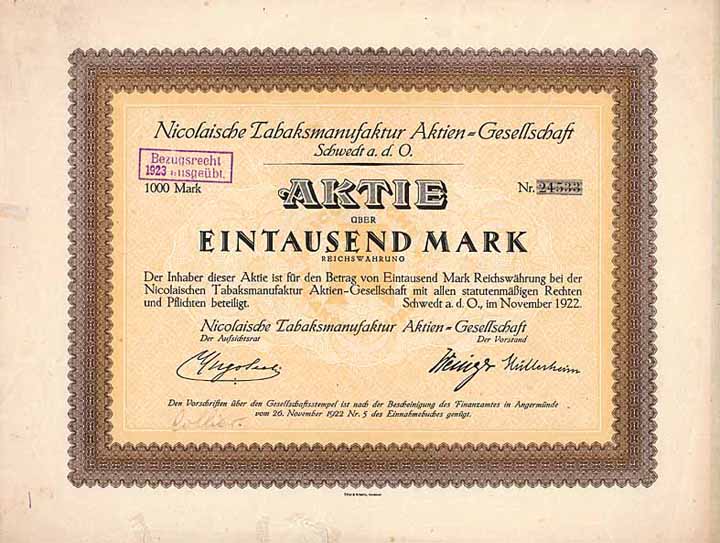 Nicolaische Tabaksmanufaktur Aktien=Gesellschaft
Schwedt a. d. O.
Bezugsrecht
1923 ausgeübt.
1000 Mark
AKTIE
Nr. 24533
ÜBER
EINTAUSEND MARK
REICHSWÄHRUNG
Der Inhaber dieser Aktie ist für den Betrag von Eintausend Mark Reichswährung bei der
Nicolaischen Tabaksmanufaktur Aktien=Gesellschaft mit allen statutenmäßigen Rechten
und Pflichten beteiligt. Schwedt a. d. O., im November 1922.
Nicolaische Tabaksmanufaktur Aktien=Gesellschaft
Der Aufsichtsrat Der Vorstand
Müllerheim
Den Vorschriften über den Gesellschaftsstempel ist nach der Bescheinigung des Finanzamtes in Angermünde
vom 26. November 1922 Nr. 5 des Einnahmebuches genügt.